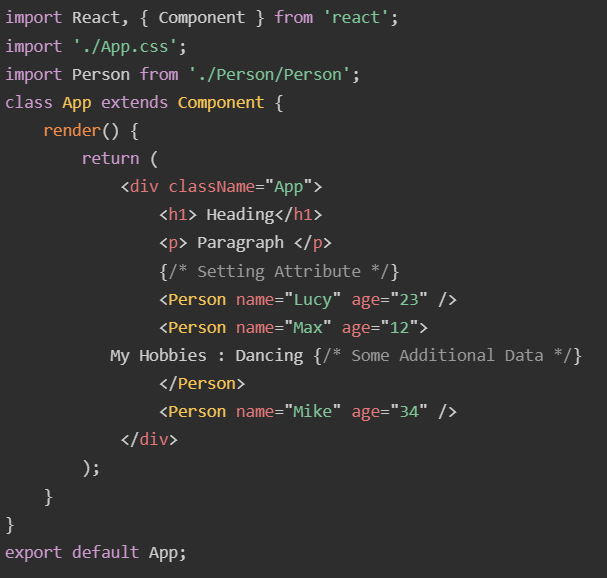 import React, { Component } from 'react';
import './App.css';
import Person from './Person/Person';
class App extends Component {
    render() {
        return (
            <div className="App">
                <h1> Heading</h1>
                <p> Paragraph </p>
                {/* Setting Attribute */}
                <Person name="Lucy" age="23" />
                <Person name="Max" age="12">
           My Hobbies : Dancing {/* Some Additional Data */}
                </Person>
                <Person name="Mike" age="34" />
            </div>
        );
    }
}
export default App;